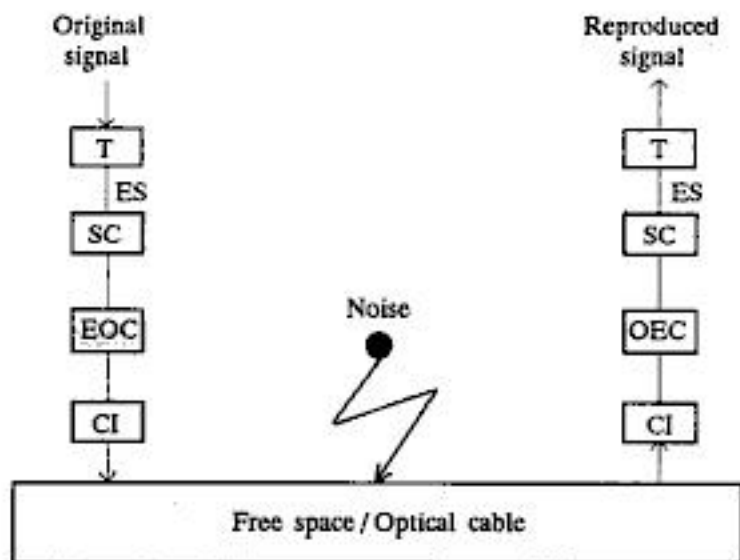 Original
signal
T
ES
SC
EOC
CI
Noise
Reproduced
signal
T
ES
SC
OEC
CI
Free space/Optical cable